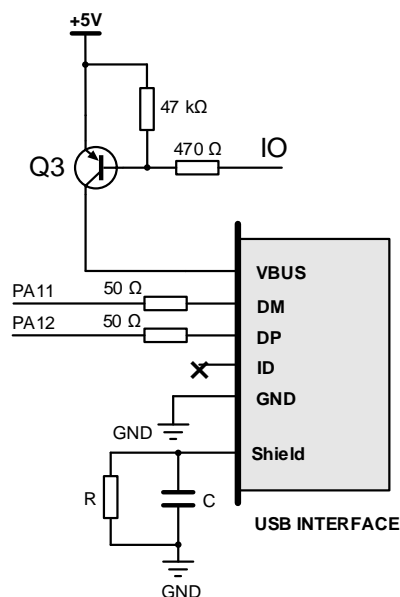 +5V
47 kΩ
Q3
470 Ω
IO
VBUS
PA11
50 Ω
DM
PA12
50 Ω
DP
ID
GND
GND
Shield
R
C
USB INTERFACE
GND